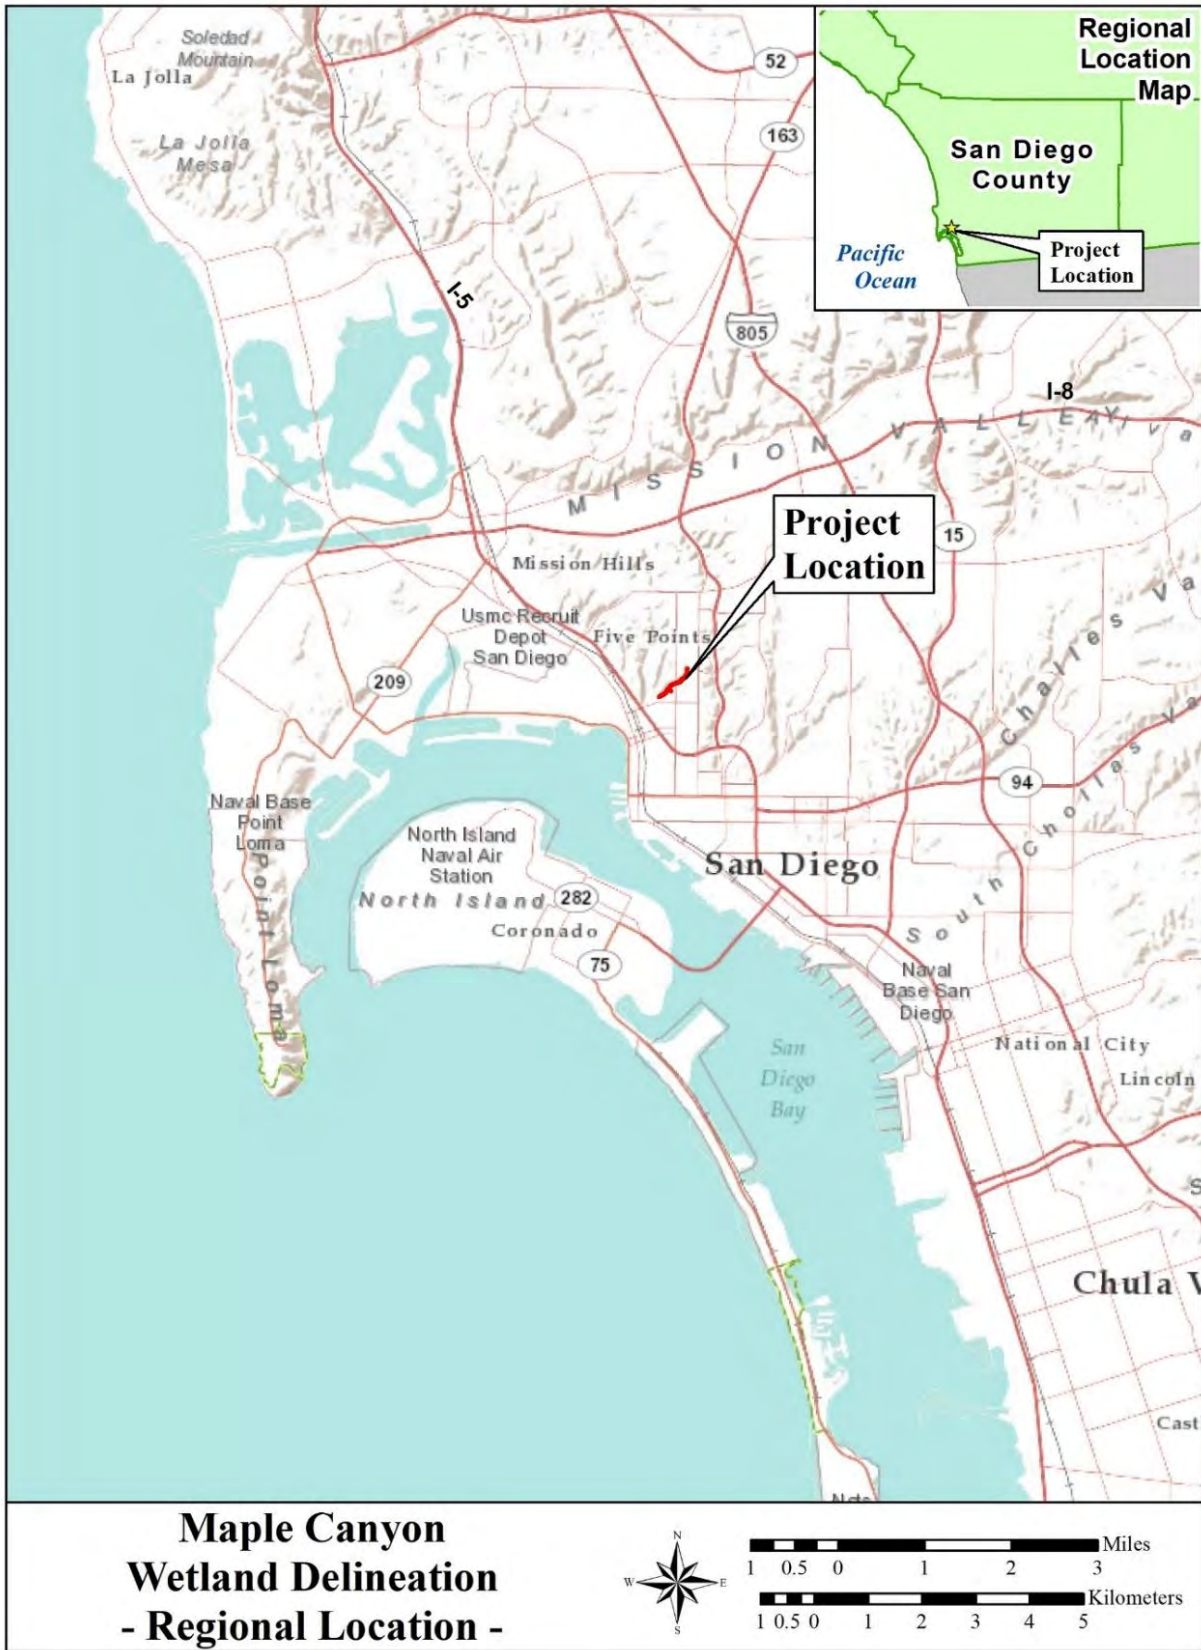 Soledad
Mountain
La Jolla
La Jolla
Mesa
52
163
Regional
Location
Map
San Diego
County
Pacific
Ocean
Project
Location
I-5
805
I-8
MISSION VALLEY
Project
Location
15
Mission Hills
Usmc Recruit
Depot
San Diego
Five Points
209
94
South Chollas Va
Naval Base
Point
Loma
Point Loma
North Island
Naval Air
Station
North Island
282
Coronado
75
San Diego
Naval
Base San
Diego
National City
Lincoln
San
Diego
Bay
S
Chula V
Cast
Maple Canyon
Wetland Delineation
- Regional Location -
N
W
E
S
Miles
1 0.5 0 1 2 3
Kilometers
1 0.5 0 1 2 3 4 5